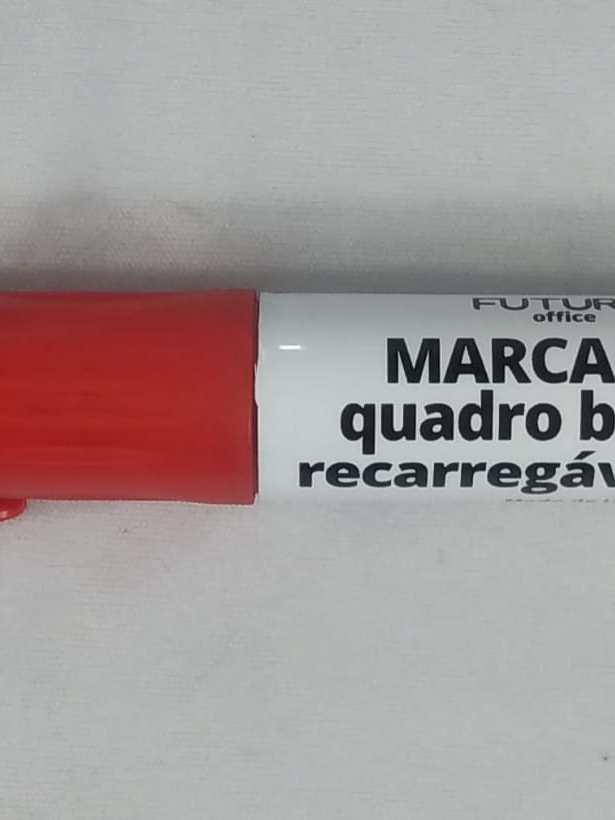 FUTUR
office
MARCA
quadro b
recarregáv